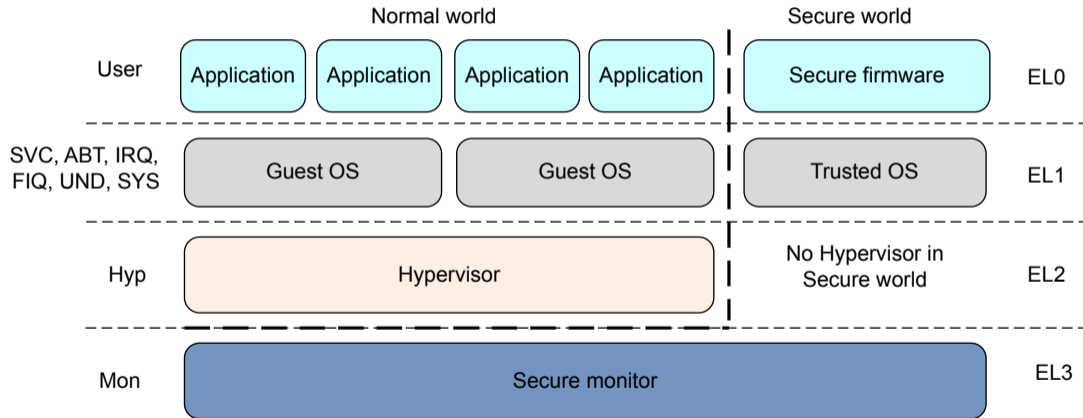 Normal world
Secure world
User
Application
Application
Application
Application
Secure firmware
EL0
SVC, ABT, IRQ,
FIQ, UND, SYS
Guest OS
Guest OS
Trusted OS
EL1
Hyp
Hypervisor
No Hypervisor in
Secure world
EL2
Mon
Secure monitor
EL3